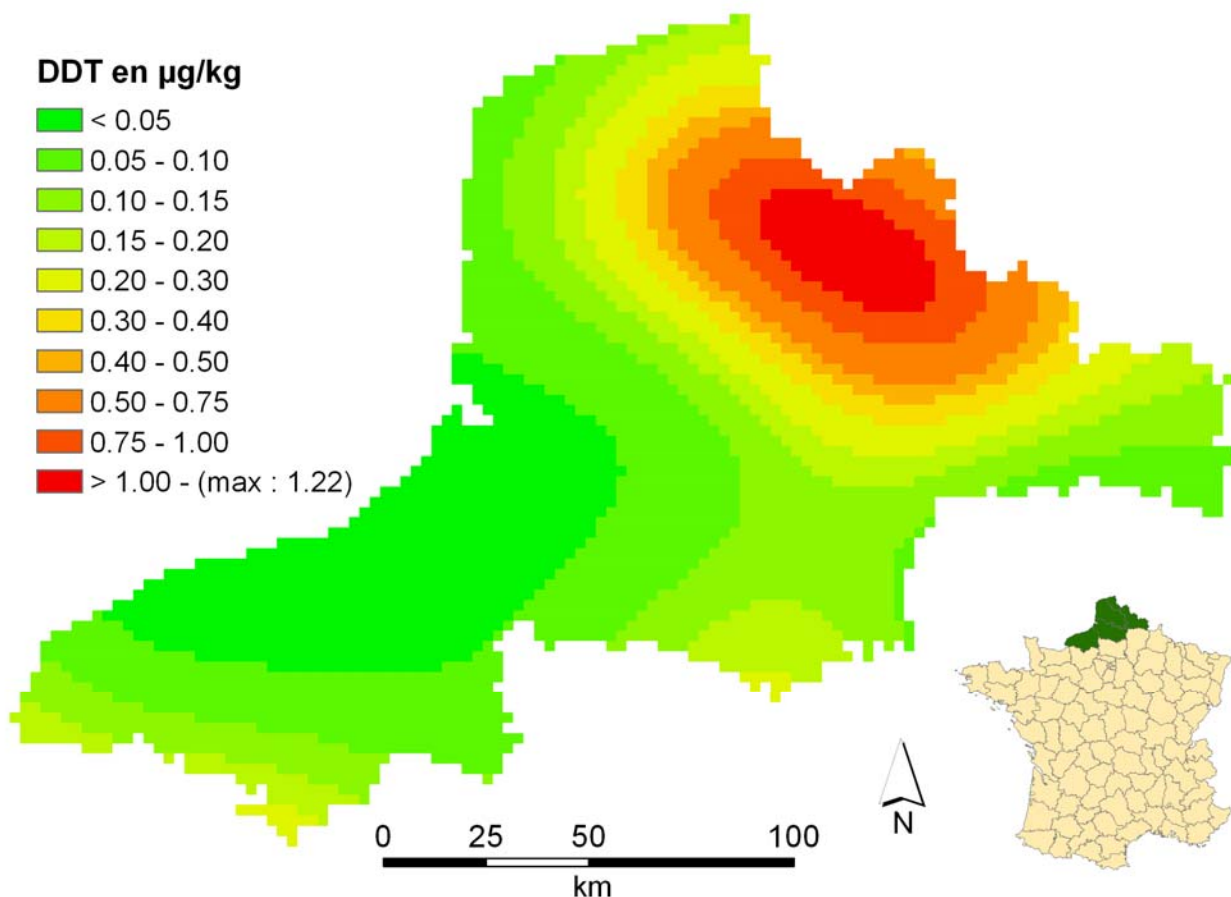 DDT en µg/kg
< 0.05
0.05 - 0.10
0.10 - 0.15
0.15 - 0.20
0.20 - 0.30
0.30 - 0.40
0.40 - 0.50
0.50 - 0.75
0.75 - 1.00
> 1.00 - (max : 1.22)
N
0 25 50 100
km